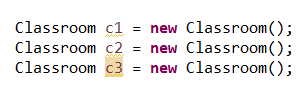 Classroom c1 = new Classroom();
Classroom c2 = new Classroom();
Classroom c3 = new Classroom();